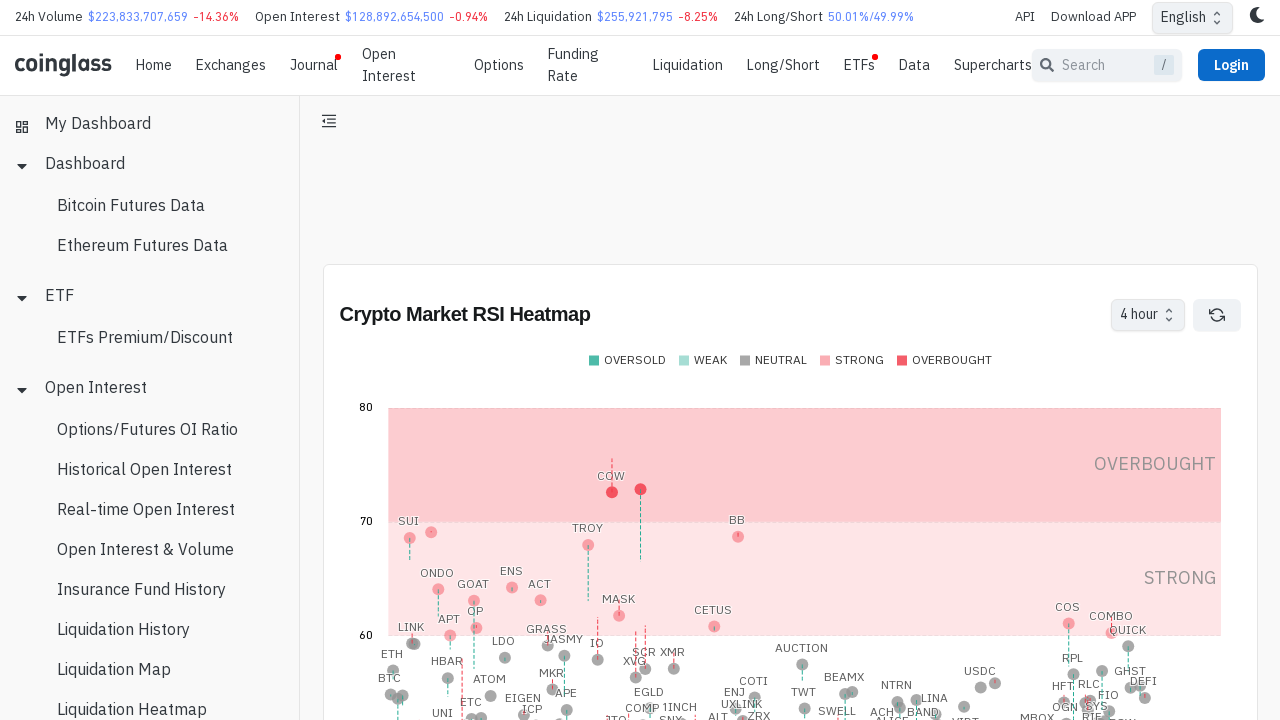 24h Volume $223,833,707,659 -14.36% Open Interest $128,892,654,500 -0.94% 24h Liquidation $255,921,795 -8.25% 24h Long/Short 50.01%/49.99% API Download APP English
coinglass Home Exchanges Journal Open Interest Options Funding Rate Liquidation Long/Short ETFs Data Supercharts Search / Login
My Dashboard
Dashboard
Bitcoin Futures Data
Ethereum Futures Data
ETF
ETFs Premium/Discount
Open Interest
Options/Futures OI Ratio
Historical Open Interest
Real-time Open Interest
Open Interest & Volume
Insurance Fund History
Liquidation History
Liquidation Map
Liquidation Heatmap
Crypto Market RSI Heatmap 4 hour
OVERSOLD WEAK NEUTRAL STRONG OVERBOUGHT
80
OVERBOUGHT
COW
70
SUI TROY BB
STRONG
ONDO GOAT ENS ACT
MASK CETUS COS COMBO
APT OP
60
LINK GRASS QUICK
LDO JASMY IO AUCTION
ETH HBAR XVG SCR XMR RPL
BTC ATOM MKR COTI BEAMX NTRN USDC GHST
ETC EIGEN APE EGLD ENJ TWT LINA HFT RLC FIO DEFI
UNI ICP COMP 1INCH UXLINK SWELL ACH BAND OGN SYS
SNX ALT ZRX MBOX